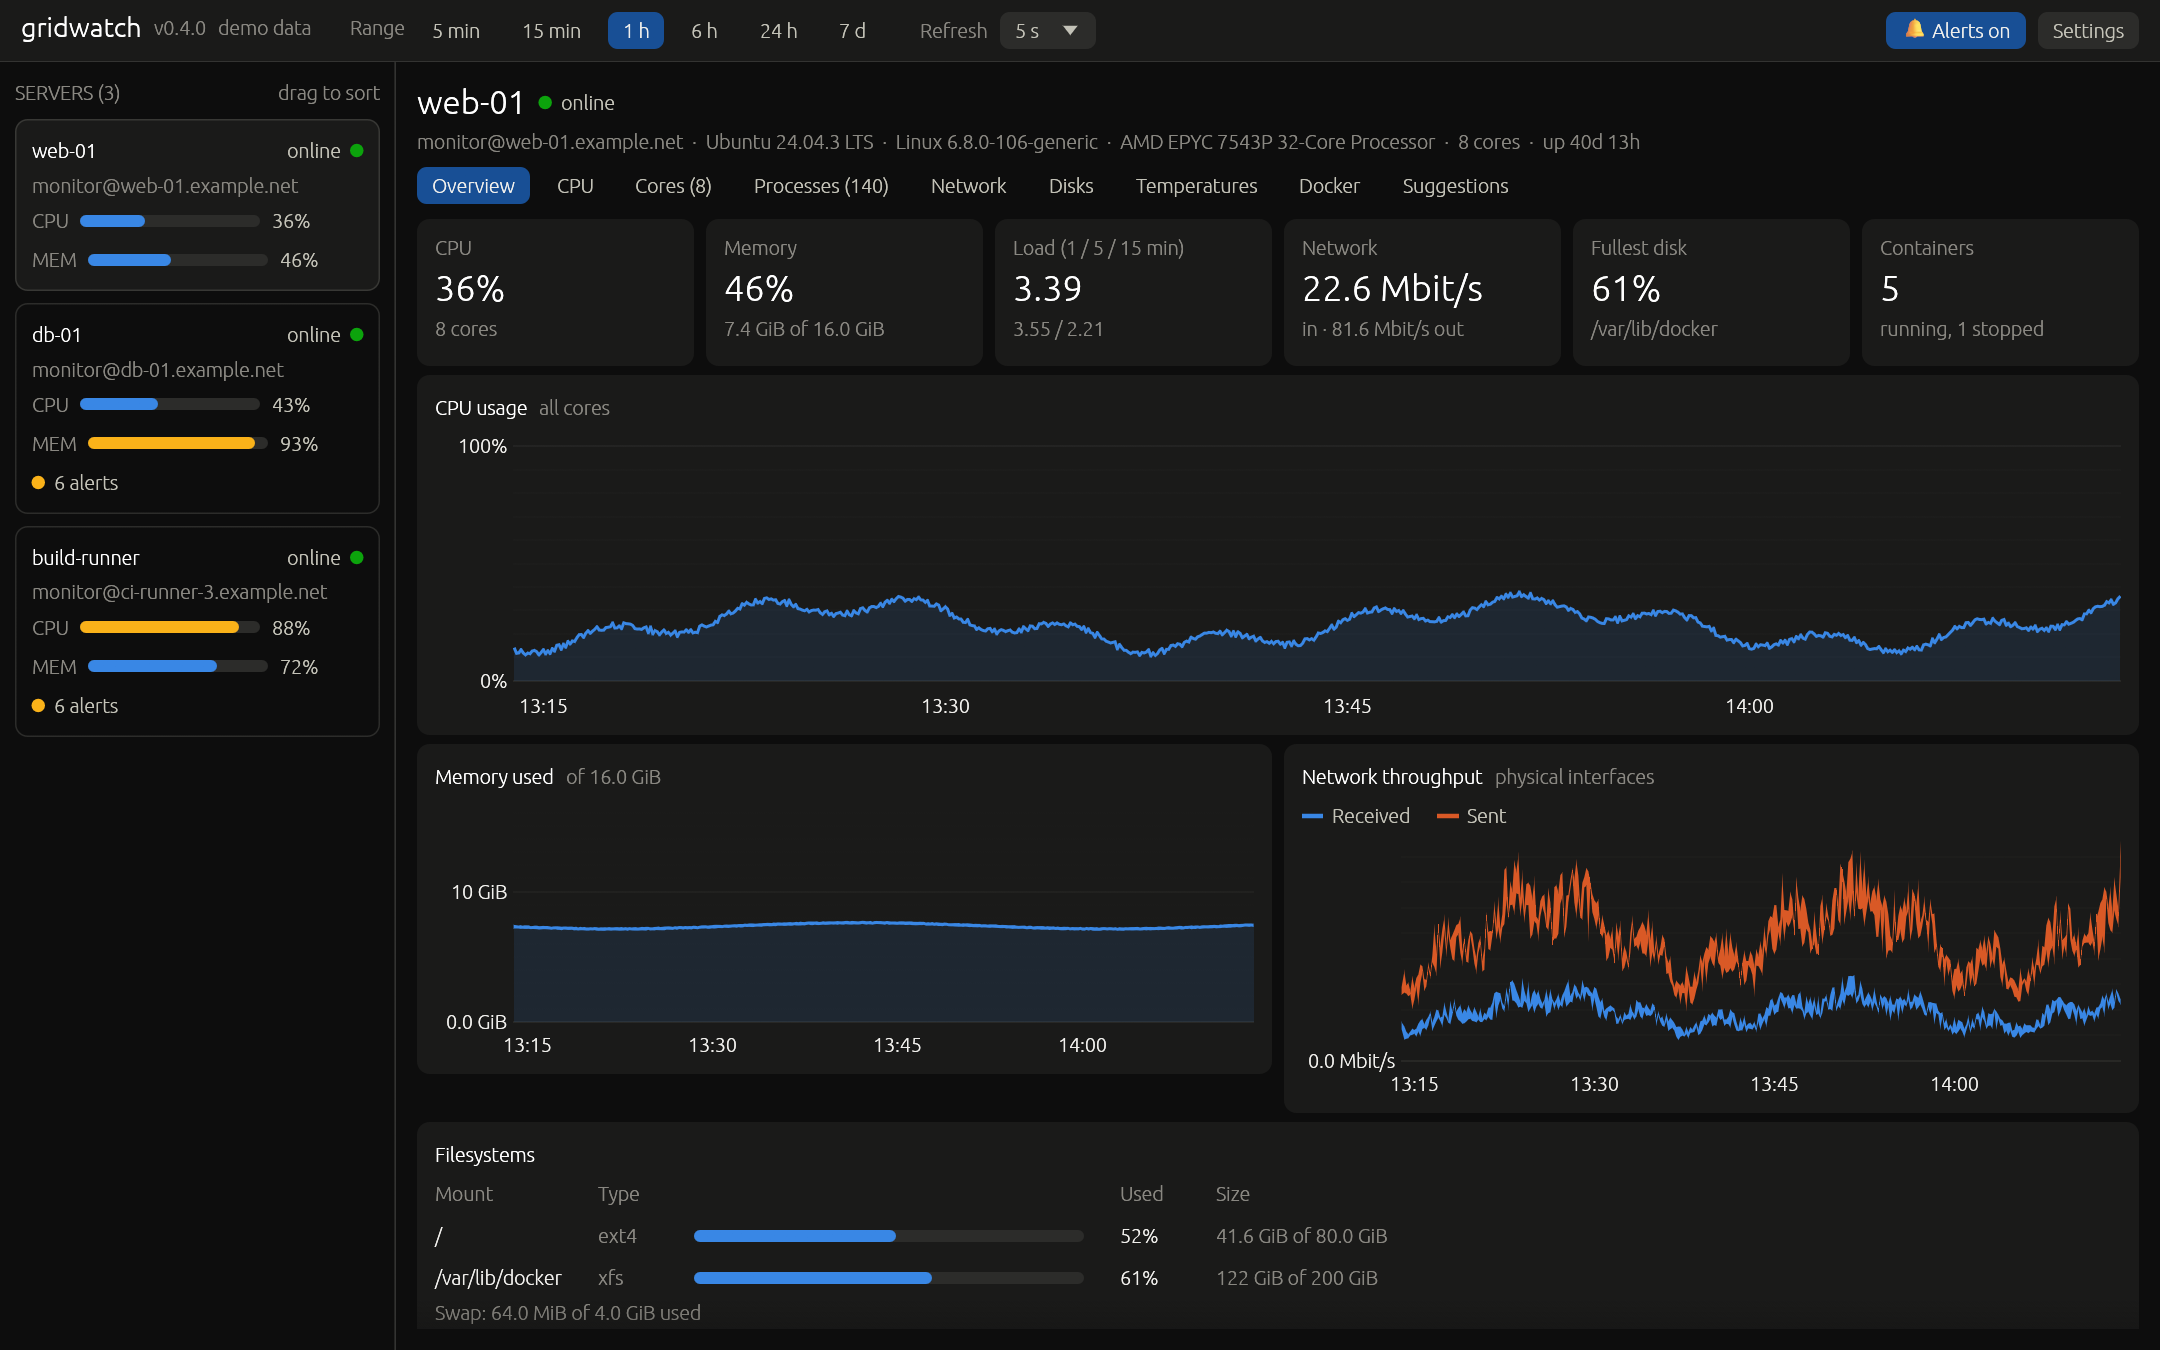 gridwatch v0.4.0 demo data Range 5 min 15 min 1 h 6 h 24 h 7 d Refresh 5 s Alerts on Settings
SERVERS (3) drag to sort
web-01 online
monitor@web-01.example.net
CPU 36%
MEM 46%
db-01 online
monitor@db-01.example.net
CPU 43%
MEM 93%
6 alerts
build-runner online
monitor@ci-runner-3.example.net
CPU 88%
MEM 72%
6 alerts
web-01 online
monitor@web-01.example.net · Ubuntu 24.04.3 LTS · Linux 6.8.0-106-generic · AMD EPYC 7543P 32-Core Processor · 8 cores · up 40d 13h
Overview CPU Cores (8) Processes (140) Network Disks Temperatures Docker Suggestions
CPU
36%
8 cores
Memory
46%
7.4 GiB of 16.0 GiB
Load (1 / 5 / 15 min)
3.39
3.55 / 2.21
Network
22.6 Mbit/s
in · 81.6 Mbit/s out
Fullest disk
61%
/var/lib/docker
Containers
5
running, 1 stopped
CPU usage all cores
100%
0%
13:15 13:30 13:45 14:00
Memory used of 16.0 GiB
10 GiB
0.0 GiB
13:15 13:30 13:45 14:00
Network throughput physical interfaces
Received Sent
0.0 Mbit/s
13:15 13:30 13:45 14:00
Filesystems
Mount Type Used Size
/ ext4 52% 41.6 GiB of 80.0 GiB
/var/lib/docker xfs 61% 122 GiB of 200 GiB
Swap: 64.0 MiB of 4.0 GiB used